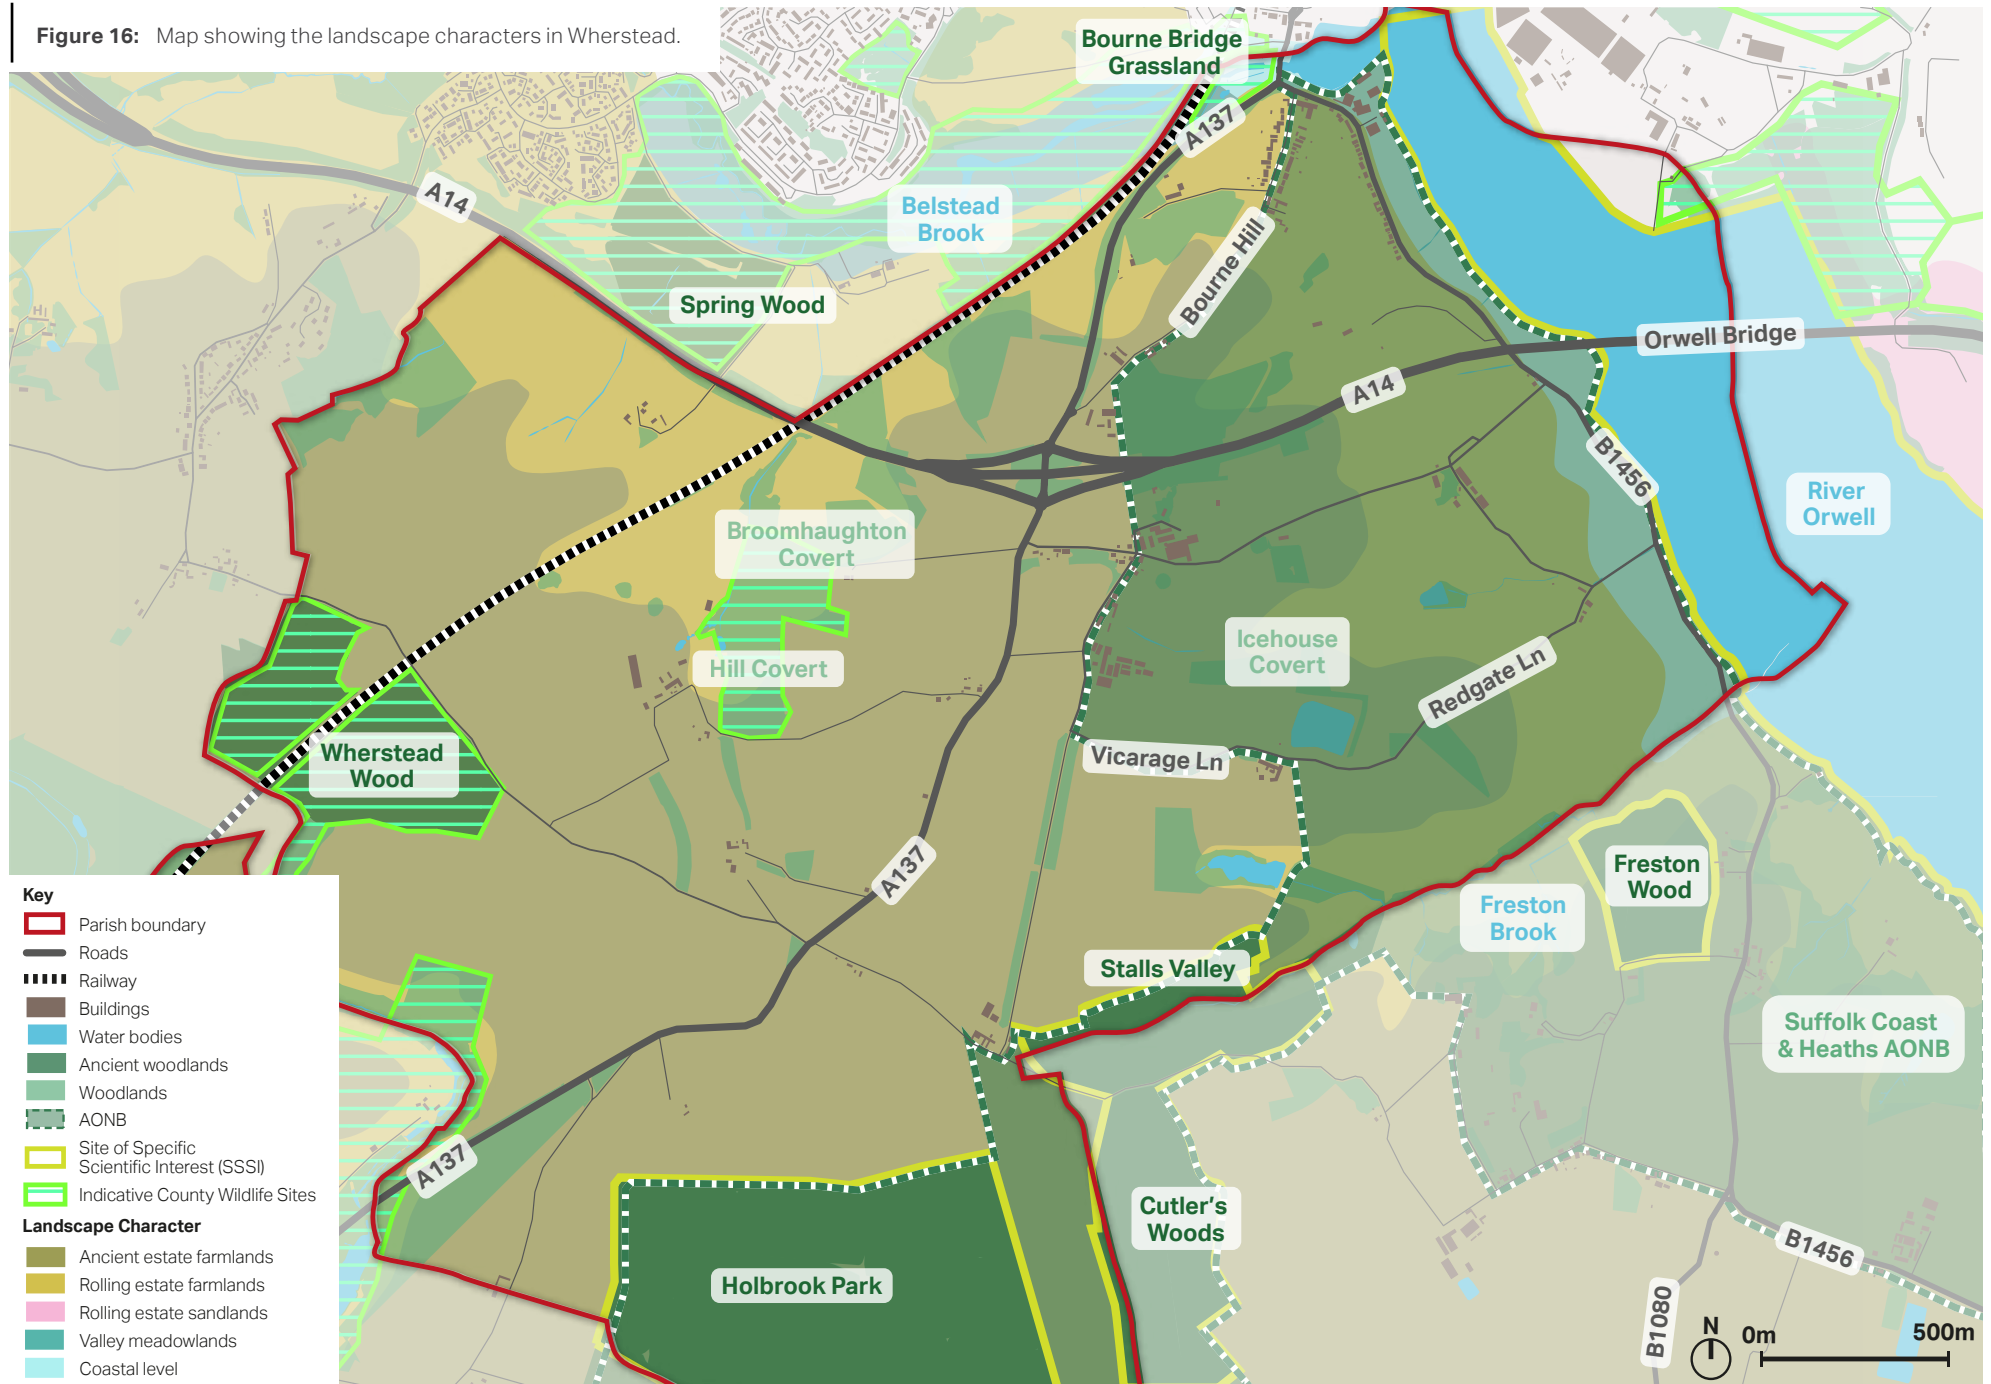 Figure 16: Map showing the landscape characters in Wherstead.
Bourne Bridge
Grassland
A137
A14
Belstead
Brook
Spring Wood
Bourne Hill
Orwell Bridge
A14
B1456
River
Orwell
Broomhaughton
Covert
Hill Covert
Icehouse
Covert
Redgate Ln
Wherstead
Wood
Vicarage Ln
A137
Freston
Wood
Freston
Brook
Stalls Valley
Suffolk Coast
& Heaths AONB
A137
Cutler's
Woods
Holbrook Park
B1456
B1080
N
0m
500m
Key
Parish boundary
Roads
Railway
Buildings
Water bodies
Ancient woodlands
Woodlands
AONB
Site of Specific
Scientific Interest (SSSI)
Indicative County Wildlife Sites
Landscape Character
Ancient estate farmlands
Rolling estate farmlands
Rolling estate sandlands
Valley meadowlands
Coastal level